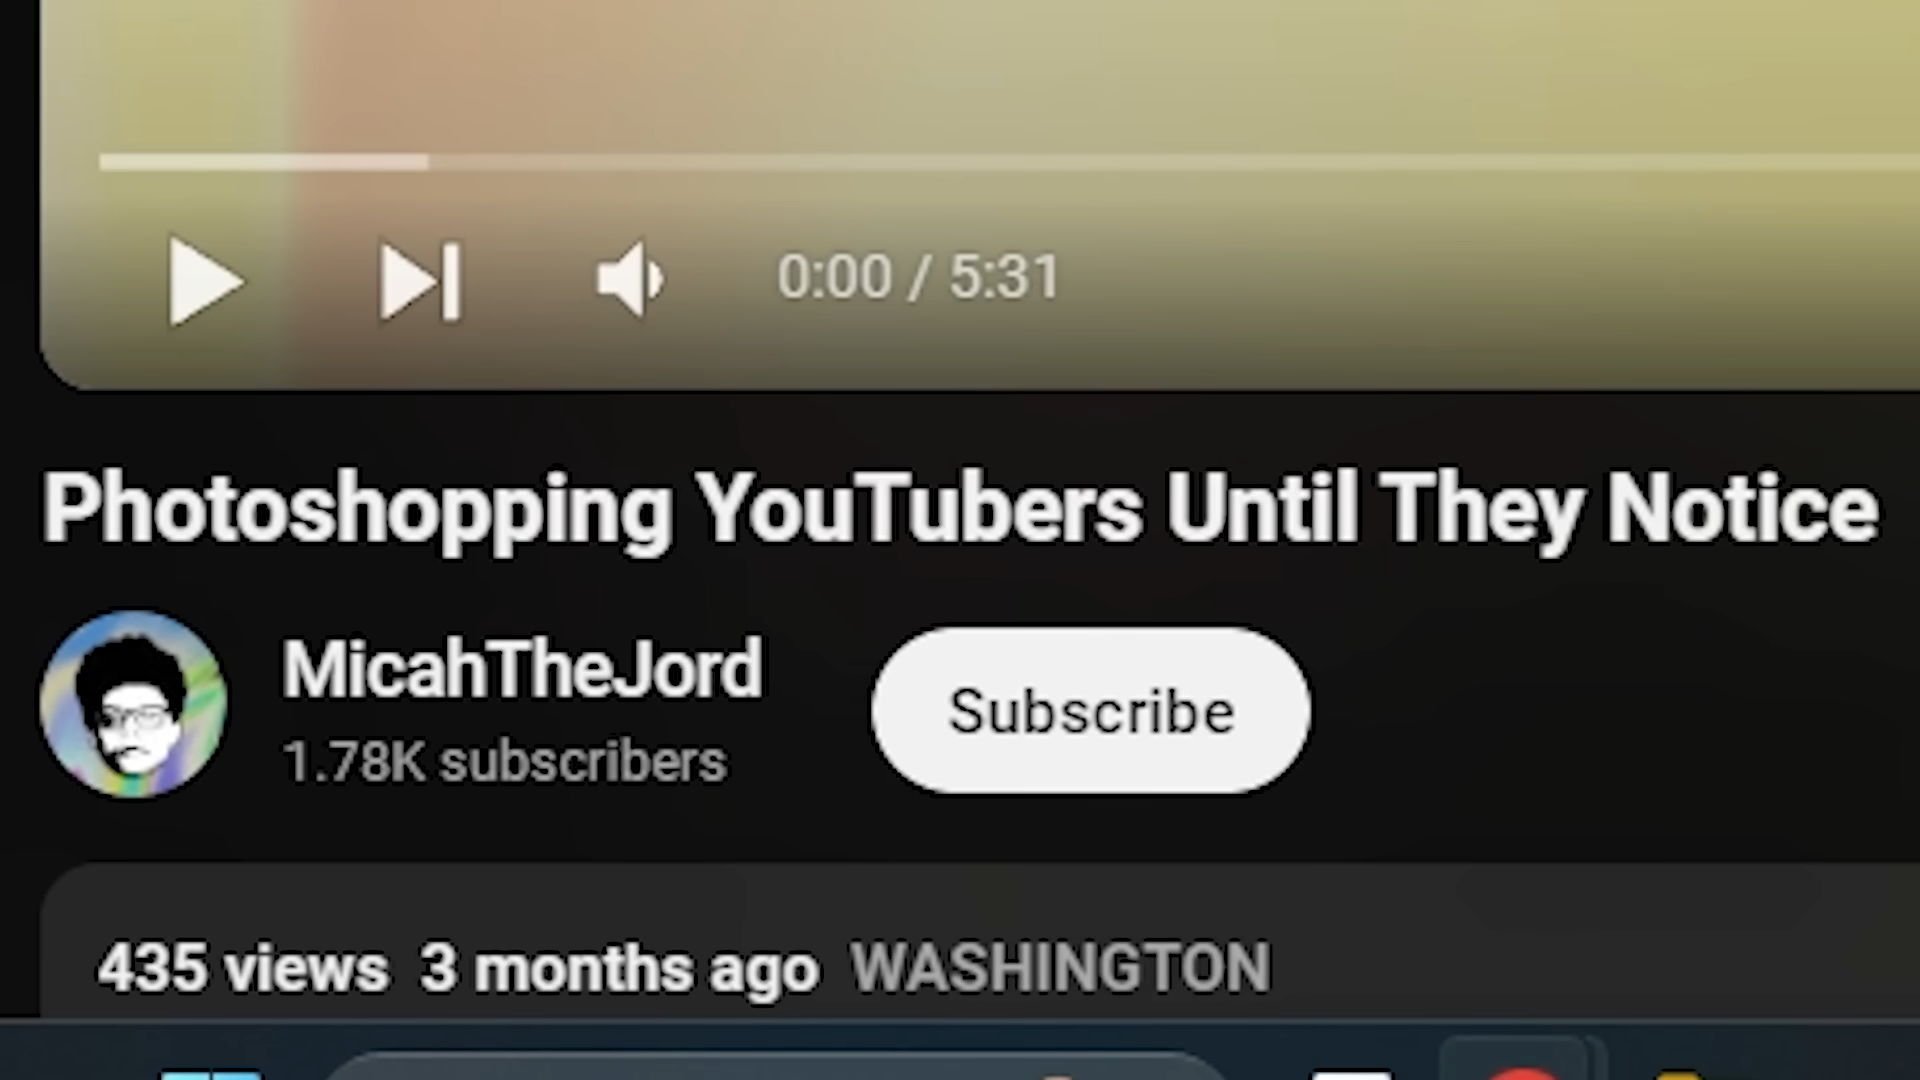 0:00 / 5:31
Photoshopping YouTubers Until They Notice
MicahTheJord
Subscribe
1.78K subscribers
435 views 3 months ago WASHINGTON